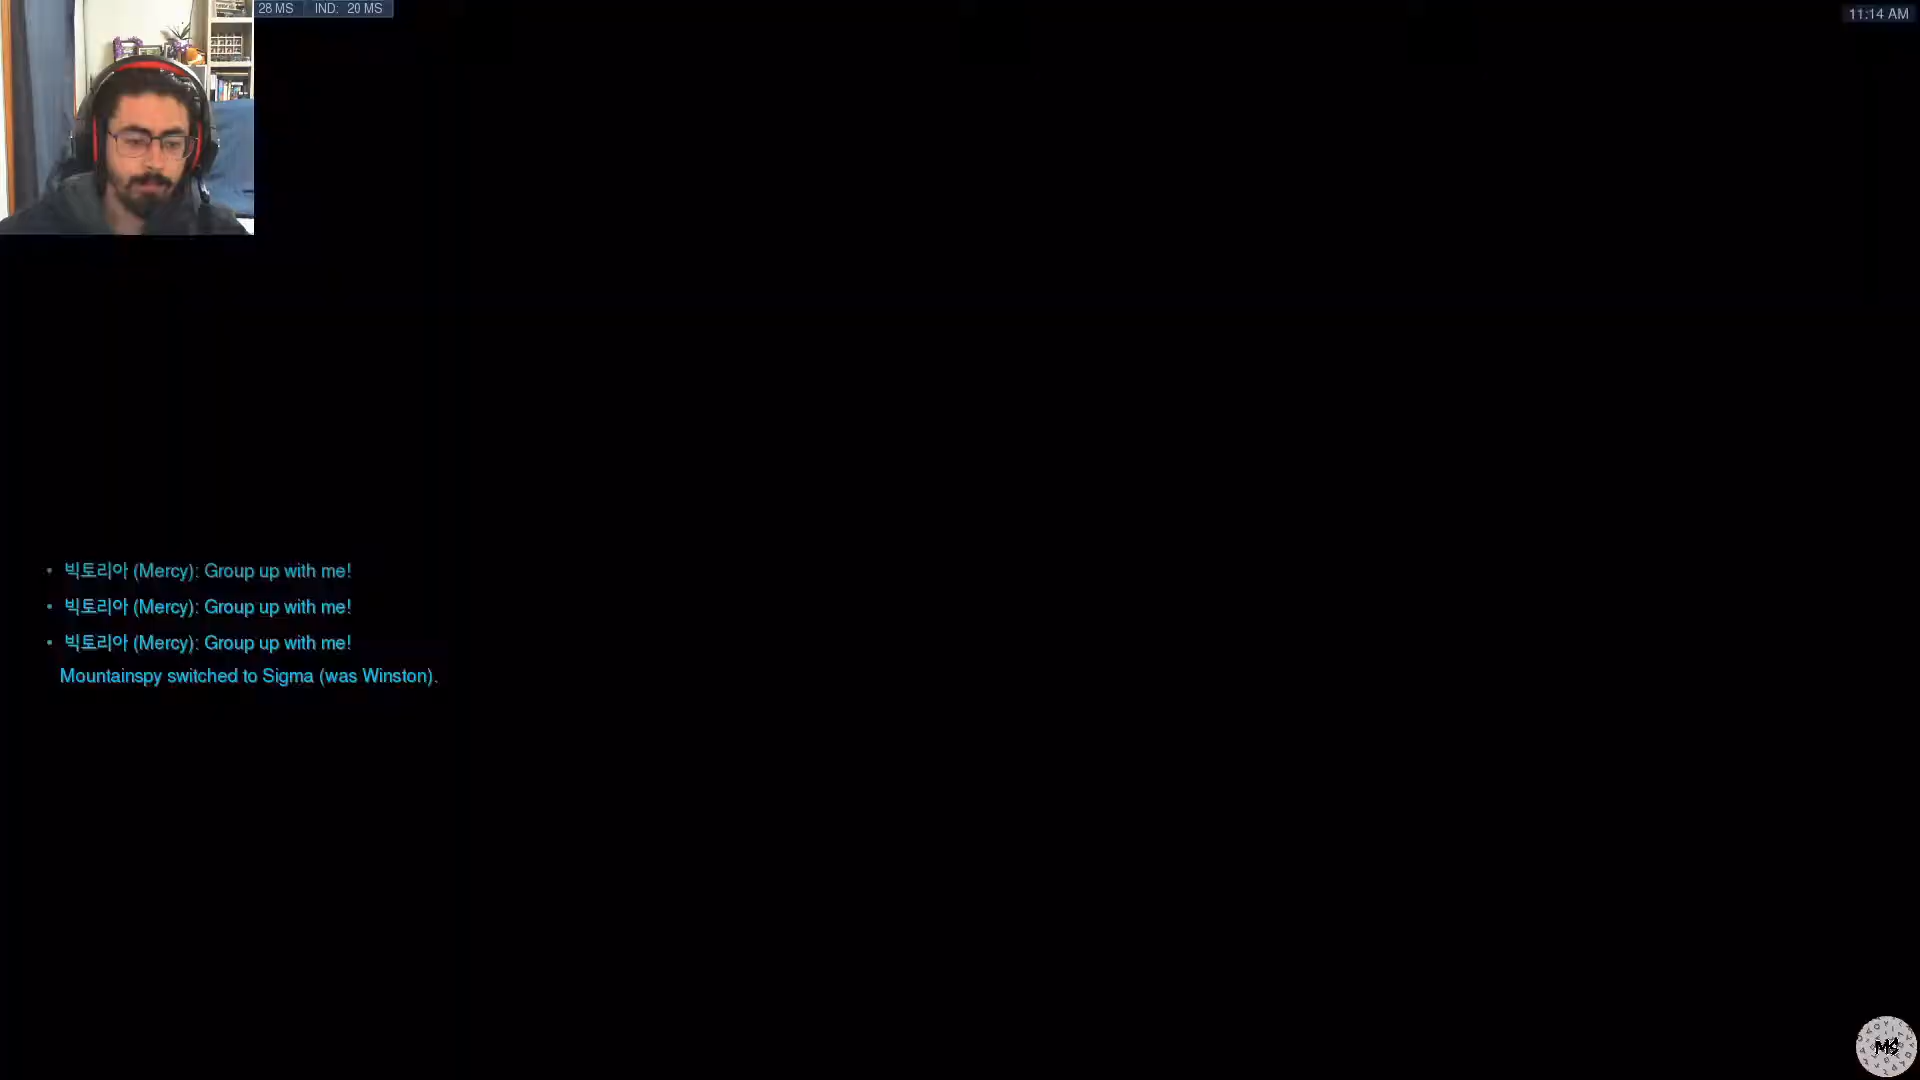 28 MS IND: 20 MS
11:14 AM
빅토리아 (Mercy): Group up with me!
빅토리아 (Mercy): Group up with me!
빅토리아 (Mercy): Group up with me!
Mountainspy switched to Sigma (was Winston).
MS